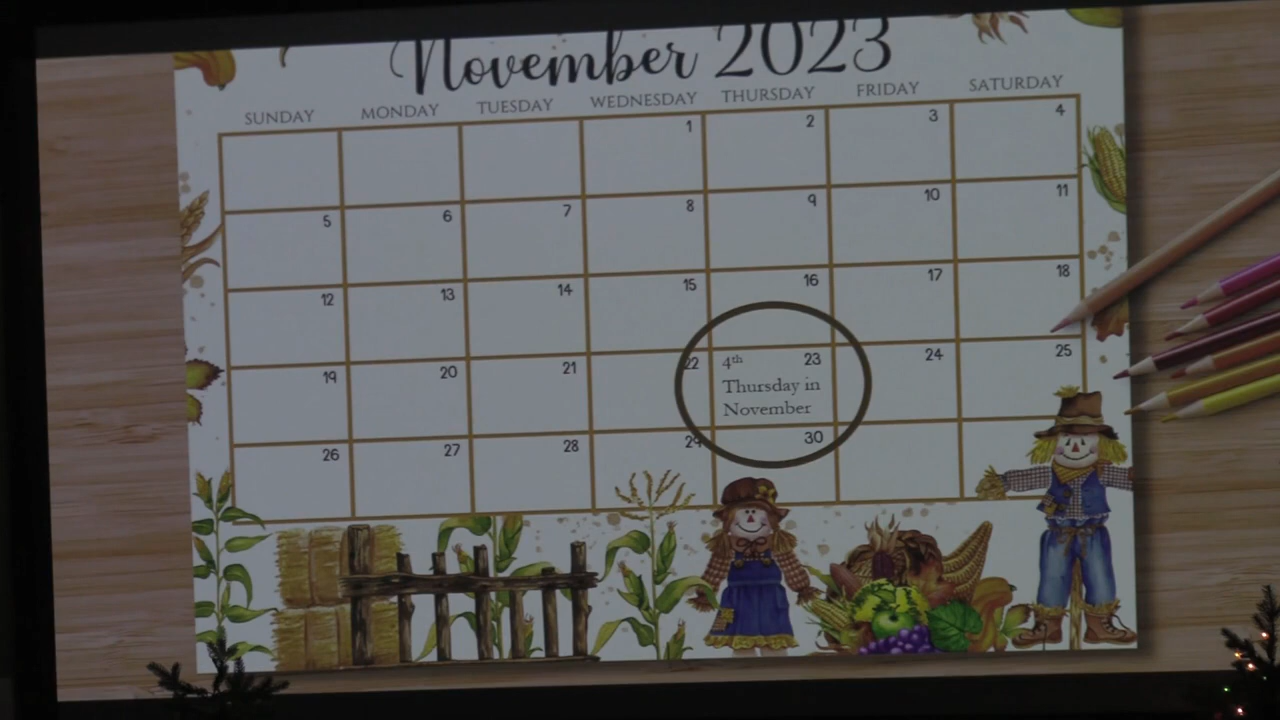 November 2023
SUNDAY MONDAY TUESDAY WEDNESDAY THURSDAY FRIDAY SATURDAY
1 2 3 4
5 6 7 8 9 10 11
12 13 14 15 16 17 18
19 20 21 22 4th 23 24 25
Thursday in
November
26 27 28 29 30